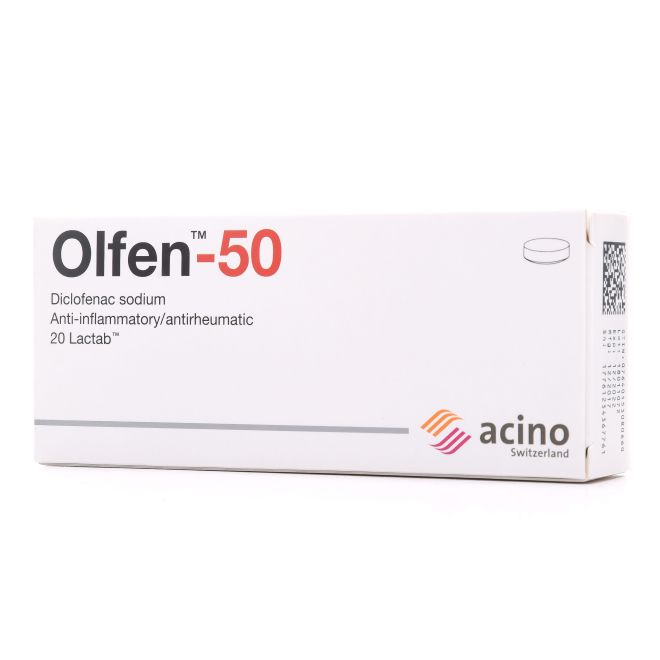 Olfen™-50
Diclofenac sodium
Anti-inflammatory/antirheumatic
20 Lactab™
acino
Switzerland